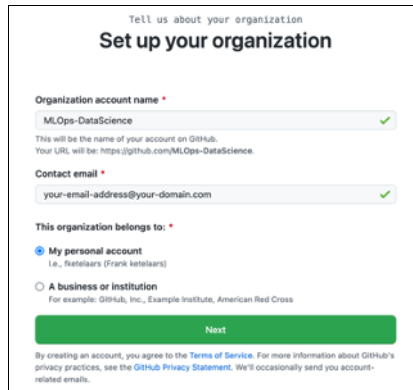 Tell us about your organization
Set up your organization
Organization account name *
MLOps-DataScience
This will be the name of your account on GitHub.
Your URL will be: https://github.com/MLOps-DataScience.
Contact email *
your-email-address@your-domain.com
This organization belongs to: *
My personal account
i.e., fketelaars (Frank ketelaars)
A business or institution
For example: GitHub, Inc., Example Institute, American Red Cross
Next
By creating an account, you agree to the Terms of Service. For more information about GitHub's
privacy practices, see the GitHub Privacy Statement. We'll occasionally send you account-
related emails.